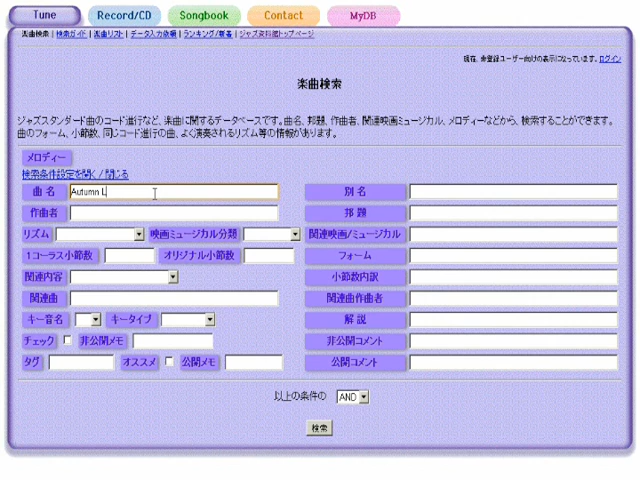 Tune Record/CD Songbook Contact MyDB
楽曲検索 | 検索ガイド | 楽曲リスト | データ入力依頼 | ランキング/新着 | ジャズ資料館トップページ
現在、未登録ユーザー向けの表示になっています。ログイン
楽曲検索
ジャズスタンダード曲のコード進行など、楽曲に関するデータベースです。曲名、邦題、作曲者、関連映画ミュージカル、メロディーなどから、検索することができます。
曲のフォーム、小節数、同じコード進行の曲、よく演奏されるリズム等の情報があります。
メロディー
検索条件設定を開く/閉じる
曲名 Autumn L 別名
作曲者 邦題
リズム 映画ミュージカル分類 関連映画/ミュージカル
1コーラス小節数 オリジナル小節数 フォーム
関連内容 小節数内訳
関連曲 関連曲作曲者
キー音名 キータイプ 解説
チェック 非公開メモ 非公開コメント
タグ オススメ 公開メモ 公開コメント
以上の条件の AND
検索